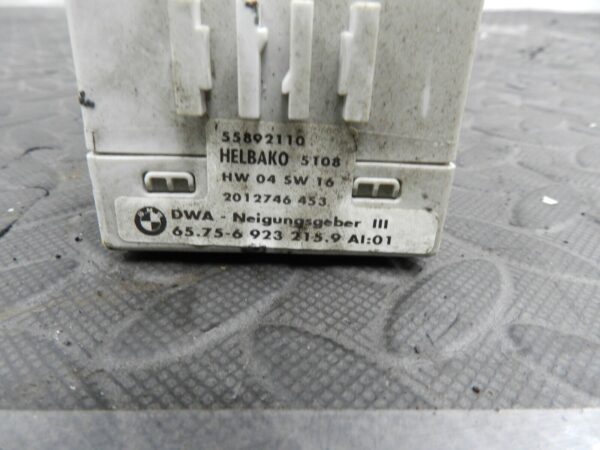 55892110
HELBAKO 5108
HW 04 SW 16
2012746 453
DWA - Neigungsgeber III
65.75-6 923 215.9 AI:01